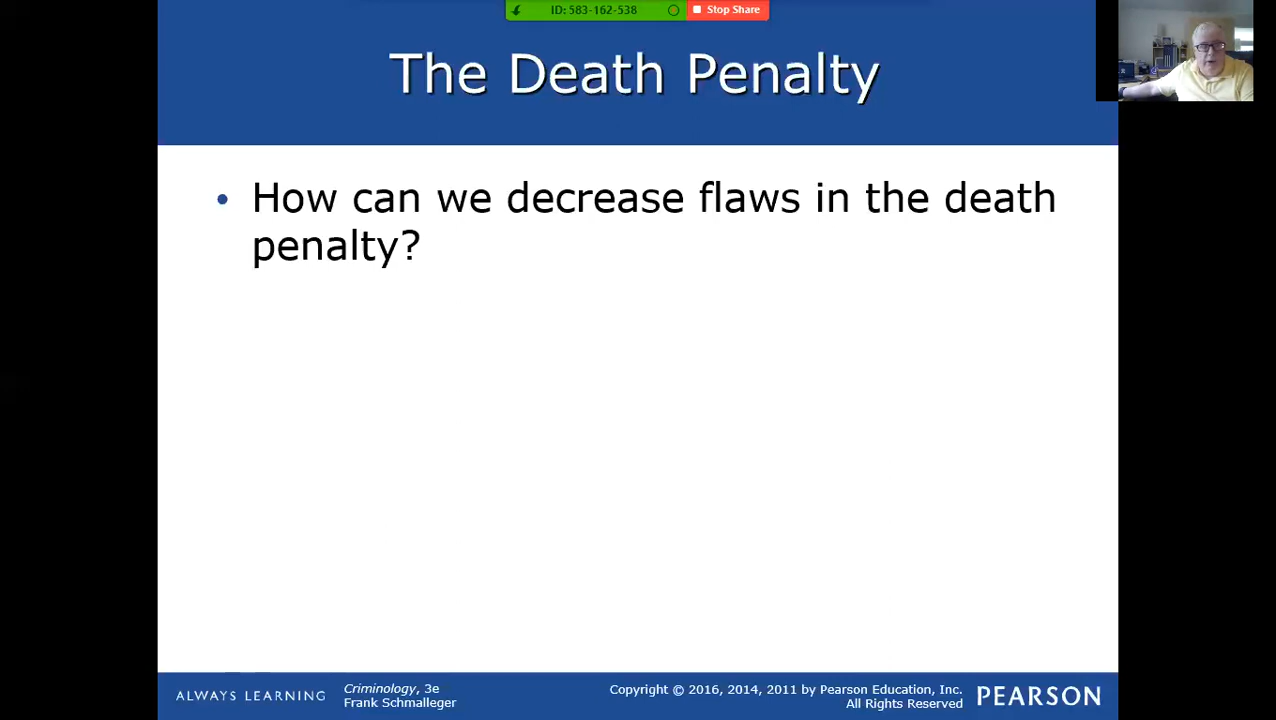 ID: 583-162-538 Stop Share
The Death Penalty
• How can we decrease flaws in the death
penalty?
ALWAYS LEARNING
Criminology, 3e
Frank Schmalleger
Copyright © 2016, 2014, 2011 by Pearson Education, Inc.
All Rights Reserved
PEARSON